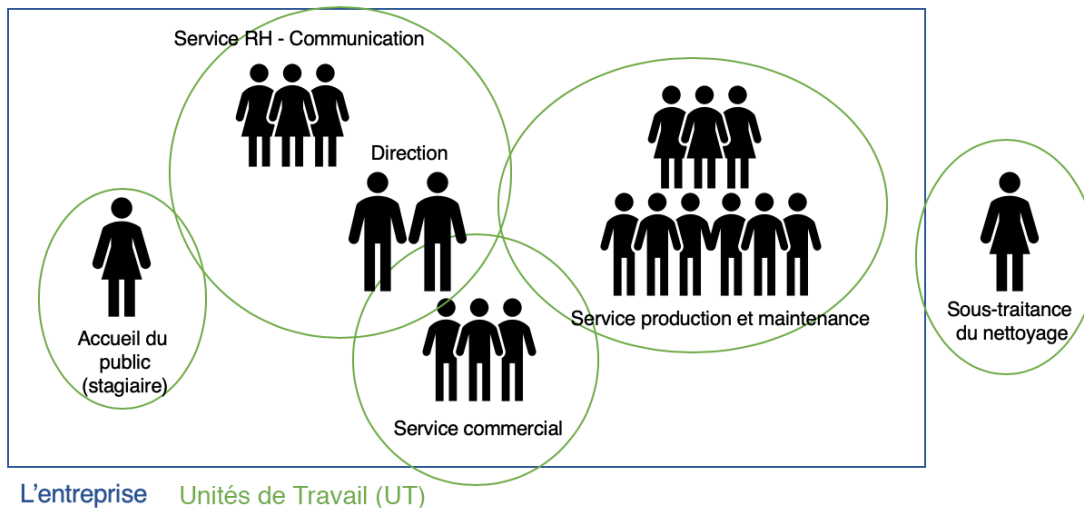 Service RH - Communication
Direction
Accueil du
public
(stagiaire)
Service commercial
Service production et maintenance
Sous-traitance
du nettoyage
L'entreprise
Unités de Travail (UT)